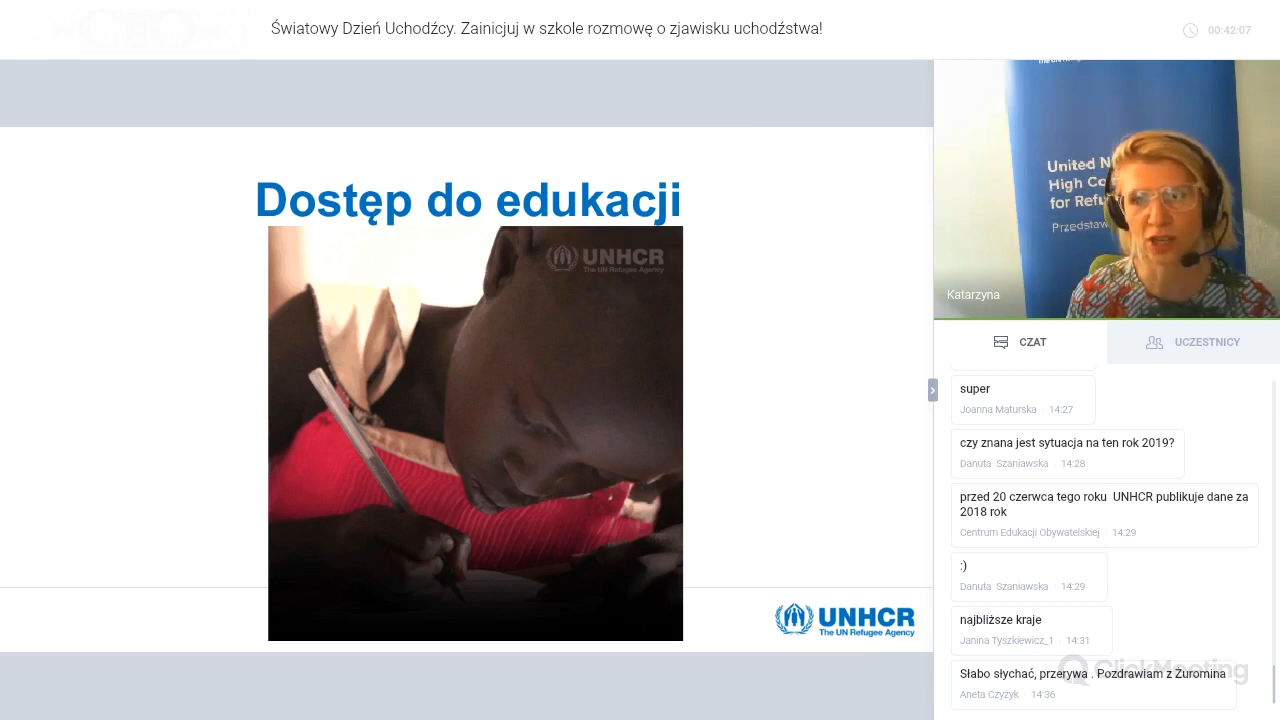 Światowy Dzień Uchodźcy. Zainicjuj w szkole rozmowę o zjawisku uchodźstwa!
00:42:07
Dostęp do edukacji
UNHCR
The UN Refugee Agency
UNHCR
The UN Refugee Agency
United N
High Co
for Refu
Przedstaw
Katarzyna
CZAT
UCZESTNICY
super
Joanna Maturska · 14:27
czy znana jest sytuacja na ten rok 2019?
Danuta Szaniawska · 14:28
przed 20 czerwca tego roku UNHCR publikuje dane za
2018 rok
Centrum Edukacji Obywatelskiej · 14:29
:)
Danuta Szaniawska · 14:29
najbliższe kraje
Janina Tyszkiewicz_1 · 14:31
ClickMeeting
Słabo słychać, przerywa . Pozdrawiam z Żuromina
Aneta Czyżyk · 14:36